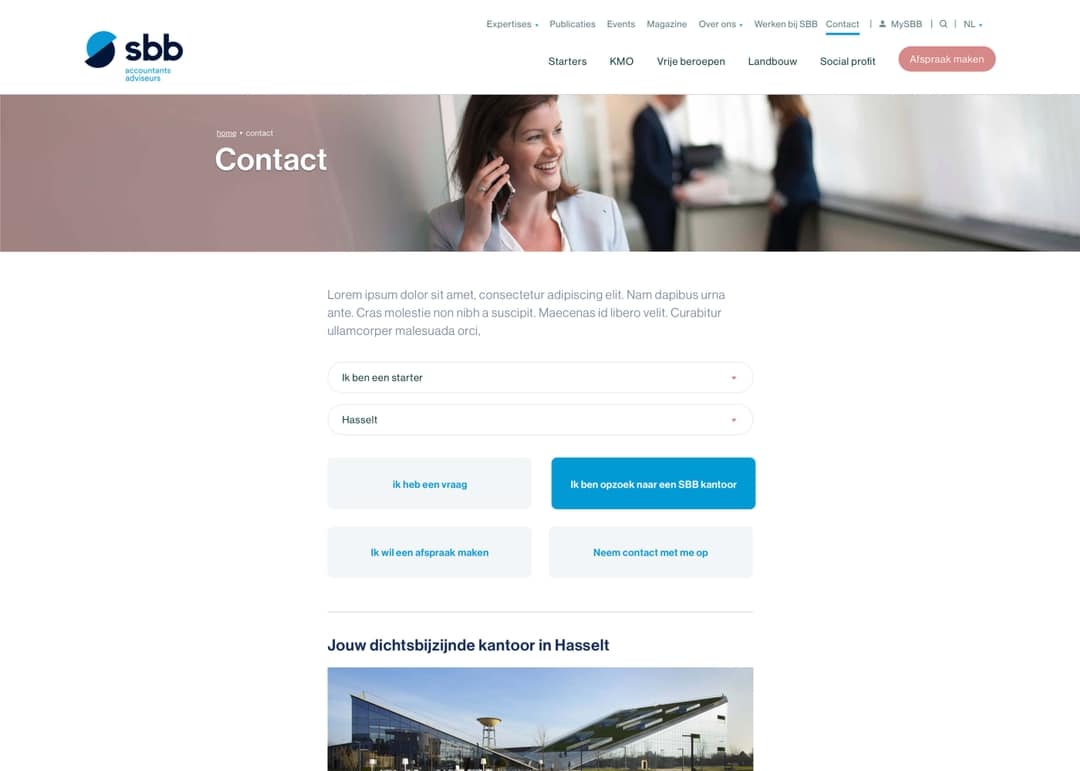 Expertises Publicaties Events Magazine Over ons Werken bij SBB Contact | MySBB | | NL
sbb
accountants
adviseurs
Starters KMO Vrije beroepen Landbouw Social profit Afspraak maken
home • contact
Contact
Lorem ipsum dolor sit amet, consectetur adipiscing elit. Nam dapibus urna
ante. Cras molestie non nibh a suscipit. Maecenas id libero velit. Curabitur
ullamcorper malesuada orci,
Ik ben een starter
Hasselt
ik heb een vraag
Ik ben opzoek naar een SBB kantoor
Ik wil een afspraak maken
Neem contact met me op
Jouw dichtsbijzijnde kantoor in Hasselt